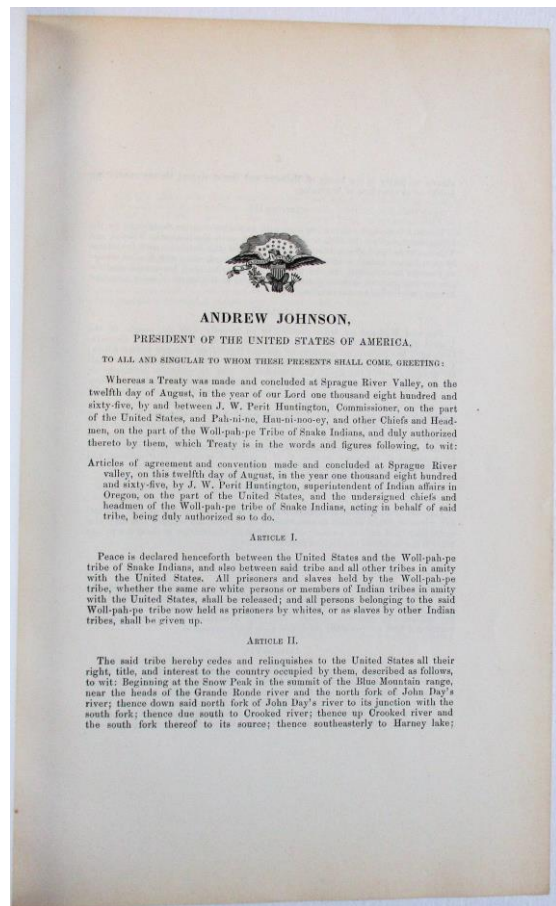 ANDREW JOHNSON,
PRESIDENT OF THE UNITED STATES OF AMERICA,
TO ALL AND SINGULAR TO WHOM THESE PRESENTS SHALL COME, GREETING:
Whereas a Treaty was made and concluded at Sprague River Valley, on the
twelfth day of August, in the year of our Lord one thousand eight hundred and
sixty-five, by and between J. W. Perit Huntington, Commissioner, on the part
of the United States, and Pah-ni-ne, Hau-ni-noo-ey, and other Chiefs and Head-
men, on the part of the Woll-pah-pe Tribe of Snake Indians, and duly authorized
thereto by them, which Treaty is in the words and figures following, to wit:
Articles of agreement and convention made and concluded at Sprague River
valley, on this twelfth day of August, in the year one thousand eight hundred
and sixty-five, by J. W. Perit Huntington, superintendent of Indian affairs in
Oregon, on the part of the United States, and the undersigned chiefs and
headmen of the Woll-pah-pe tribe of Snake Indians, acting in behalf of said
tribe, being duly authorized so to do.
ARTICLE I.
Peace is declared henceforth between the United States and the Woll-pah-pe
tribe of Snake Indians, and also between said tribe and all other tribes in amity
with the United States. All prisoners and slaves held by the Woll-pah-pe
tribe, whether the same are white persons or members of Indian tribes in amity
with the United States, shall be released; and all persons belonging to the said
Woll-pah-pe tribe now held as prisoners by whites, or as slaves by other Indian
tribes, shall be given up.
ARTICLE II.
The said tribe hereby cedes and relinquishes to the United States all their
right, title, and interest to the country occupied by them, described as follows,
to wit: Beginning at the Snow Peak in the summit of the Blue Mountain range,
near the heads of the Grande Ronde river and the north fork of John Day's
river; thence down said north fork of John Day's river to its junction with the
south fork; thence due south to Crooked river; thence up Crooked river and
the south fork thereof to its source; thence southeasterly to Harney lake;